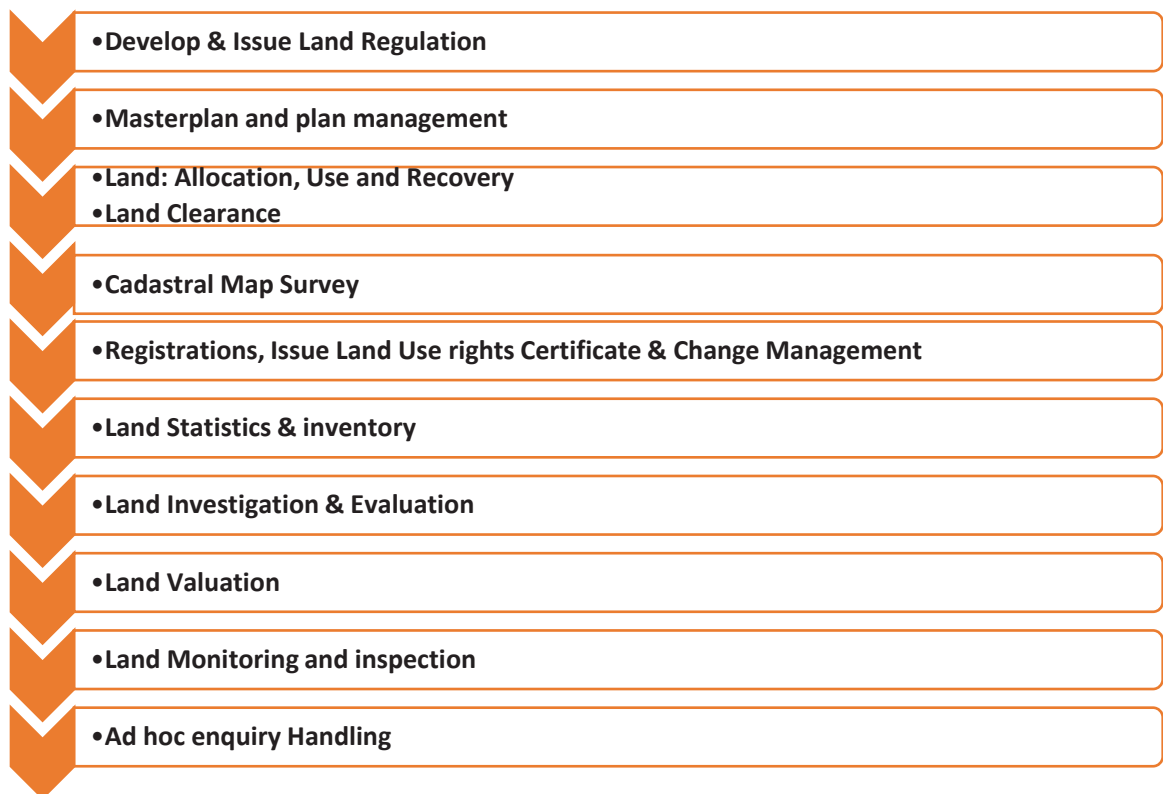 •Develop & Issue Land Regulation
•Masterplan and plan management
•Land: Allocation, Use and Recovery
•Land Clearance
•Cadastral Map Survey
•Registrations, Issue Land Use rights Certificate & Change Management
•Land Statistics & inventory
•Land Investigation & Evaluation
•Land Valuation
•Land Monitoring and inspection
•Ad hoc enquiry Handling